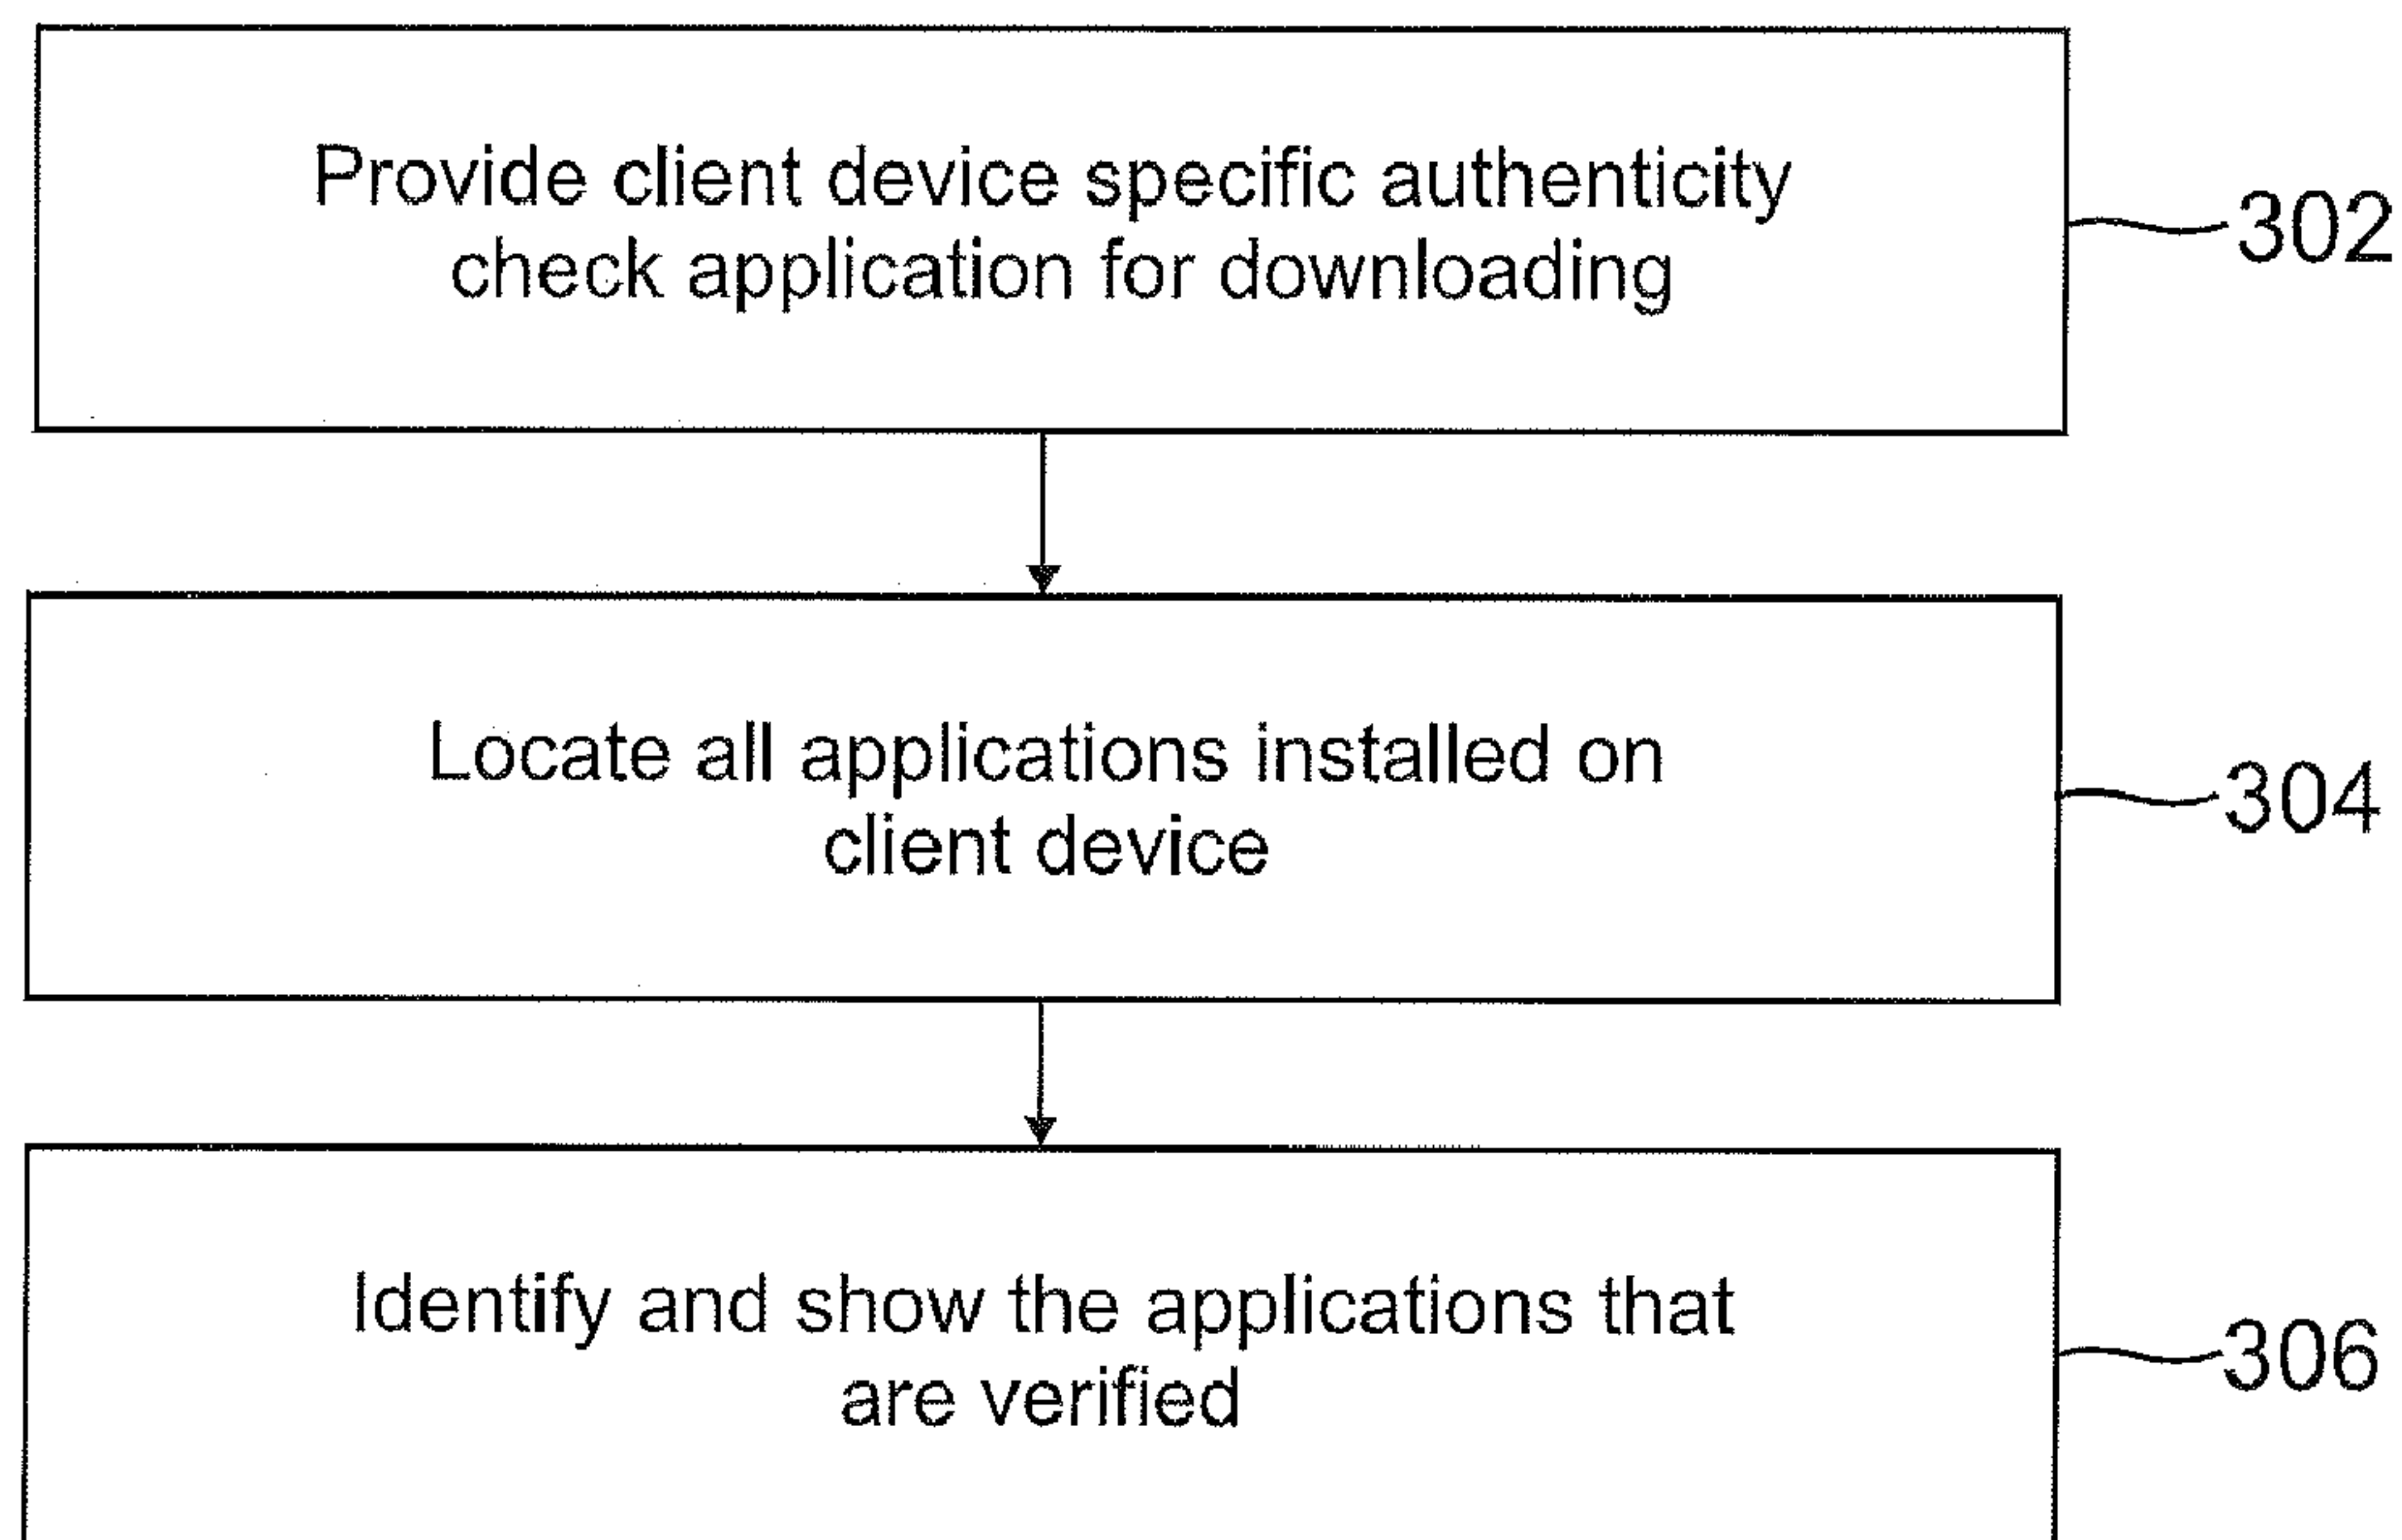 Provide client device specific authenticity
check application for downloading
302
Locate all applications installed on
client device
304
Identify and show the applications that
are verified
306